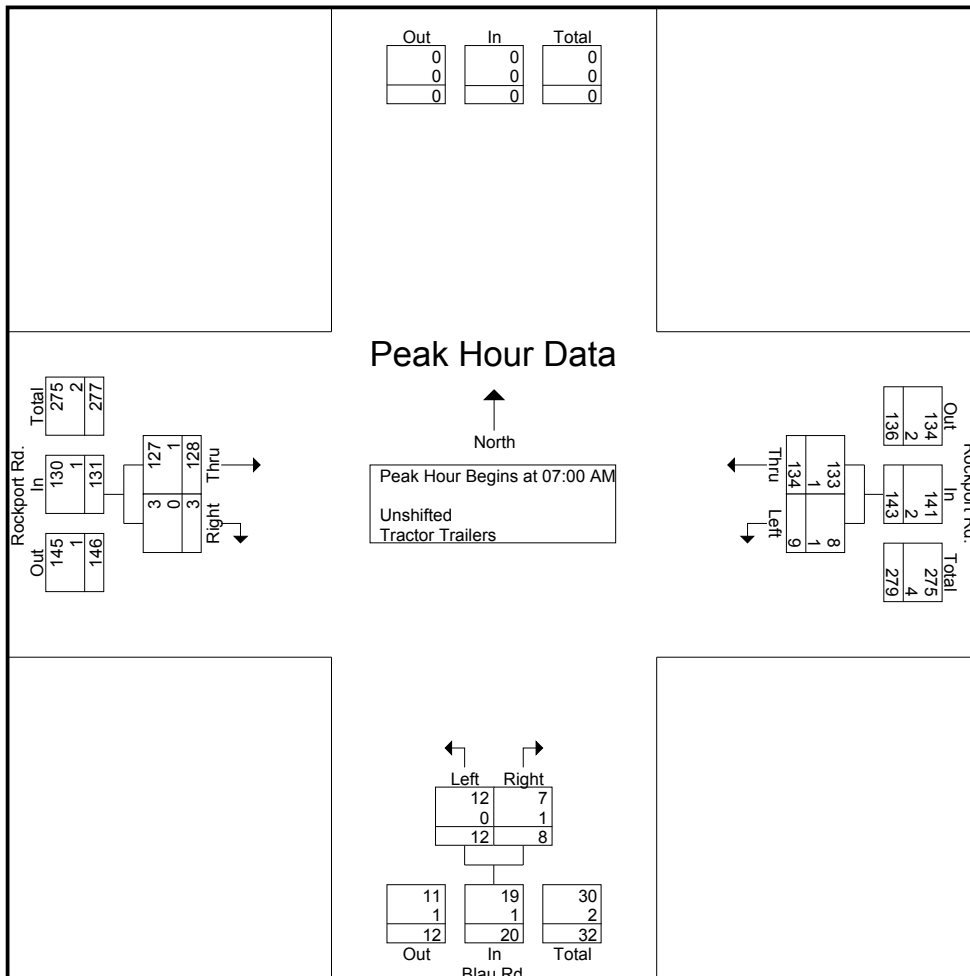 Out In Total
0 0 0
0 0 0
0 0 0
Peak Hour Data
North
Peak Hour Begins at 07:00 AM
Unshifted
Tractor Trailers
Rockport Rd.
Out In Total
145 130 275
1 1 2
146 131 277
Right Thru
3 127
0 1
3 128
Rockport Rd.
Out In Total
134 141 275
2 2 4
136 143 279
Thru Left
133 8
1 1
134 9
Left Right
12 7
0 1
12 8
11 19 30
1 1 2
12 20 32
Out In Total
Blau Rd.